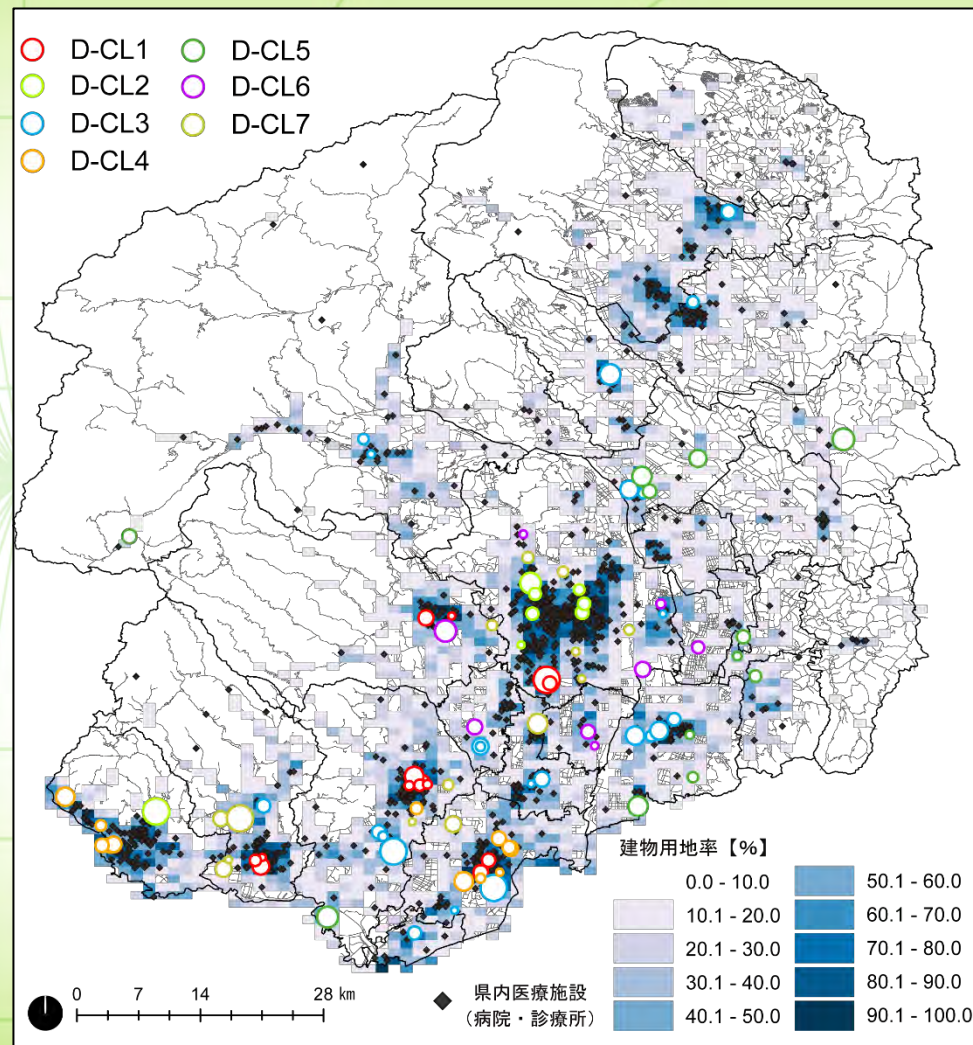 D-CL1
D-CL2
D-CL3
D-CL4
D-CL5
D-CL6
D-CL7
建物用地率【%】
0.0 - 10.0
10.1 - 20.0
20.1 - 30.0
30.1 - 40.0
40.1 - 50.0
50.1 - 60.0
60.1 - 70.0
70.1 - 80.0
80.1 - 90.0
90.1 - 100.0
0 7 14 28 km
県内医療施設
(病院・診療所)